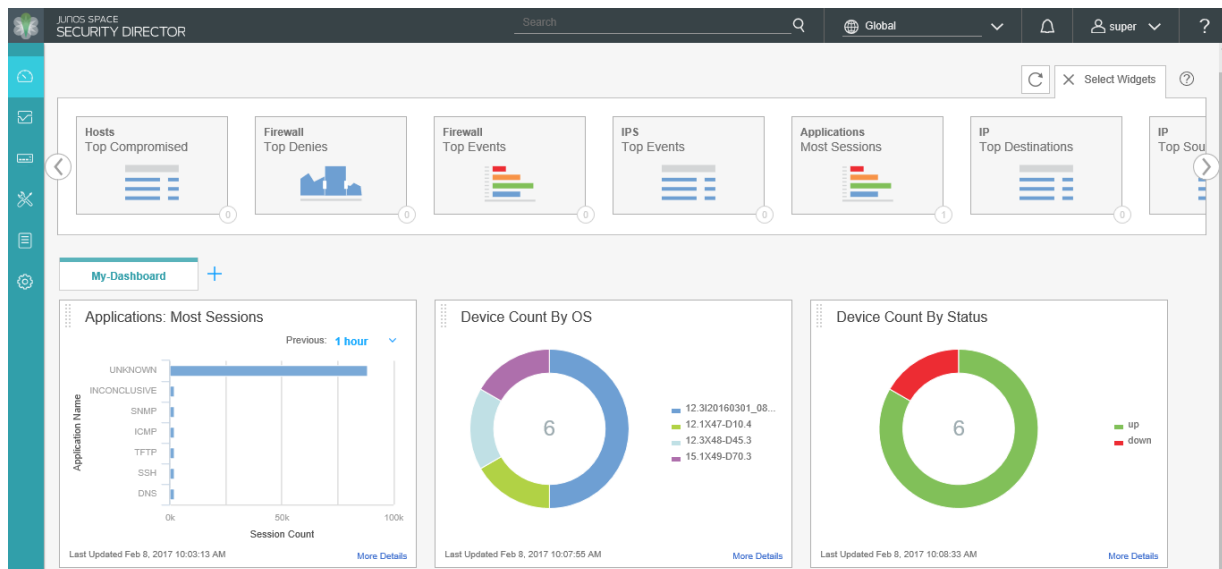 JUNOS SPACE
SECURITY DIRECTOR
Search
Global
super
?
Select Widgets
?
Hosts
Top Compromised
0
Firewall
Top Denies
0
Firewall
Top Events
0
IPS
Top Events
0
Applications
Most Sessions
1
IP
Top Destinations
0
IP
Top Sou
My-Dashboard
+
Applications: Most Sessions
Previous: 1 hour
Application Name
UNKNOWN
INCONCLUSIVE
SNMP
ICMP
TFTP
SSH
DNS
0k 50k 100k
Session Count
Last Updated Feb 8, 2017 10:03:13 AM
More Details
Device Count By OS
6
12.3I20160301_08...
12.1X47-D10.4
12.3X48-D45.3
15.1X49-D70.3
Last Updated Feb 8, 2017 10:07:55 AM
More Details
Device Count By Status
6
up
down
Last Updated Feb 8, 2017 10:08:33 AM
More Details